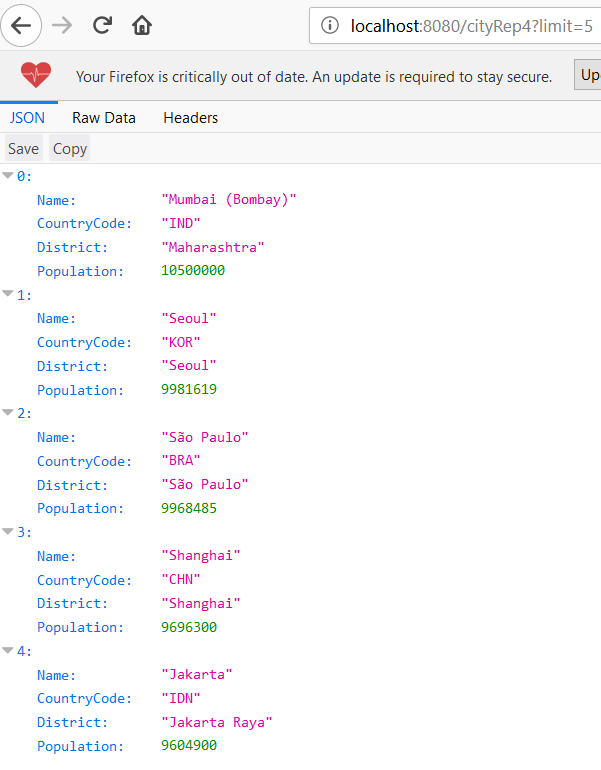 localhost:8080/cityRep4?limit=5
Your Firefox is critically out of date. An update is required to stay secure. Up
JSON Raw Data Headers
Save Copy
0:
Name: "Mumbai (Bombay)"
CountryCode: "IND"
District: "Maharashtra"
Population: 10500000
1:
Name: "Seoul"
CountryCode: "KOR"
District: "Seoul"
Population: 9981619
2:
Name: "São Paulo"
CountryCode: "BRA"
District: "São Paulo"
Population: 9968485
3:
Name: "Shanghai"
CountryCode: "CHN"
District: "Shanghai"
Population: 9696300
4:
Name: "Jakarta"
CountryCode: "IDN"
District: "Jakarta Raya"
Population: 9604900